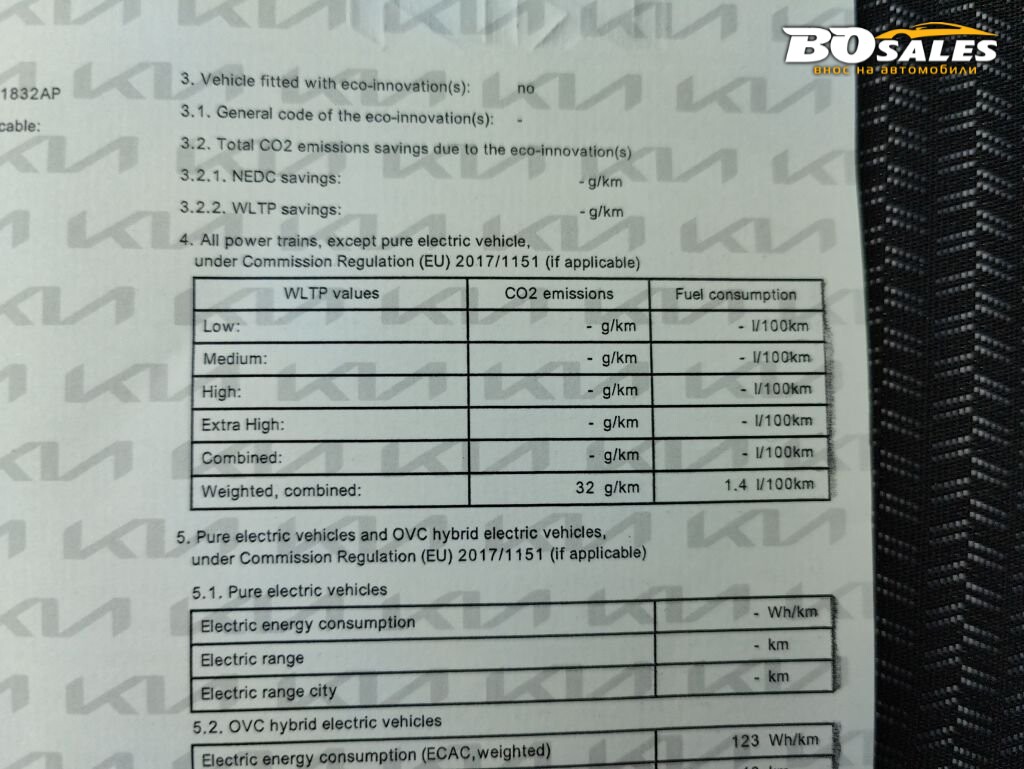 BOSALES
внос на автомобили
1832AP
cable:
3. Vehicle fitted with eco-innovation(s): no
3.1. General code of the eco-innovation(s): -
3.2. Total CO2 emissions savings due to the eco-innovation(s)
3.2.1. NEDC savings: - g/km
3.2.2. WLTP savings: - g/km
4. All power trains, except pure electric vehicle,
under Commission Regulation (EU) 2017/1151 (if applicable)
WLTP values CO2 emissions Fuel consumption
Low: - g/km - l/100km
Medium: - g/km - l/100km
High: - g/km - l/100km
Extra High: - g/km - l/100km
Combined: - g/km - l/100km
Weighted, combined: 32 g/km 1.4 l/100km
5. Pure electric vehicles and OVC hybrid electric vehicles,
under Commission Regulation (EU) 2017/1151 (if applicable)
5.1. Pure electric vehicles
Electric energy consumption - Wh/km
Electric range - km
Electric range city - km
5.2. OVC hybrid electric vehicles
Electric energy consumption (ECAC,weighted) 123 Wh/km